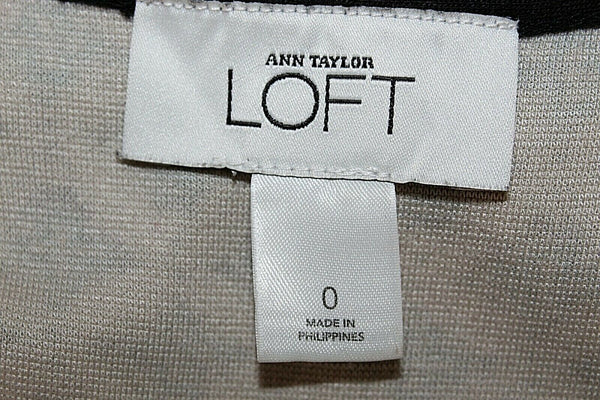 ANN TAYLOR
LOFT
0
MADE IN
PHILIPPINES